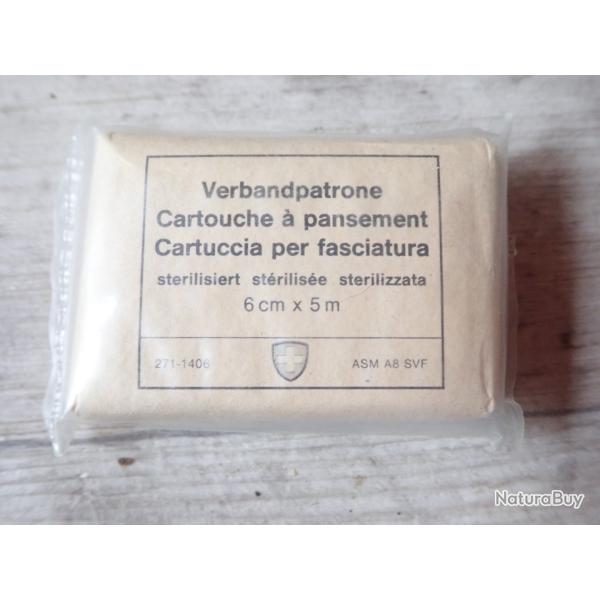 Verbandpatrone
Cartouche à pansement
Cartuccia per fasciatura
sterilisiert stérilisée sterilizzata
6 cm x 5 m
271-1406 ASM A8 SVF
NaturaBuy